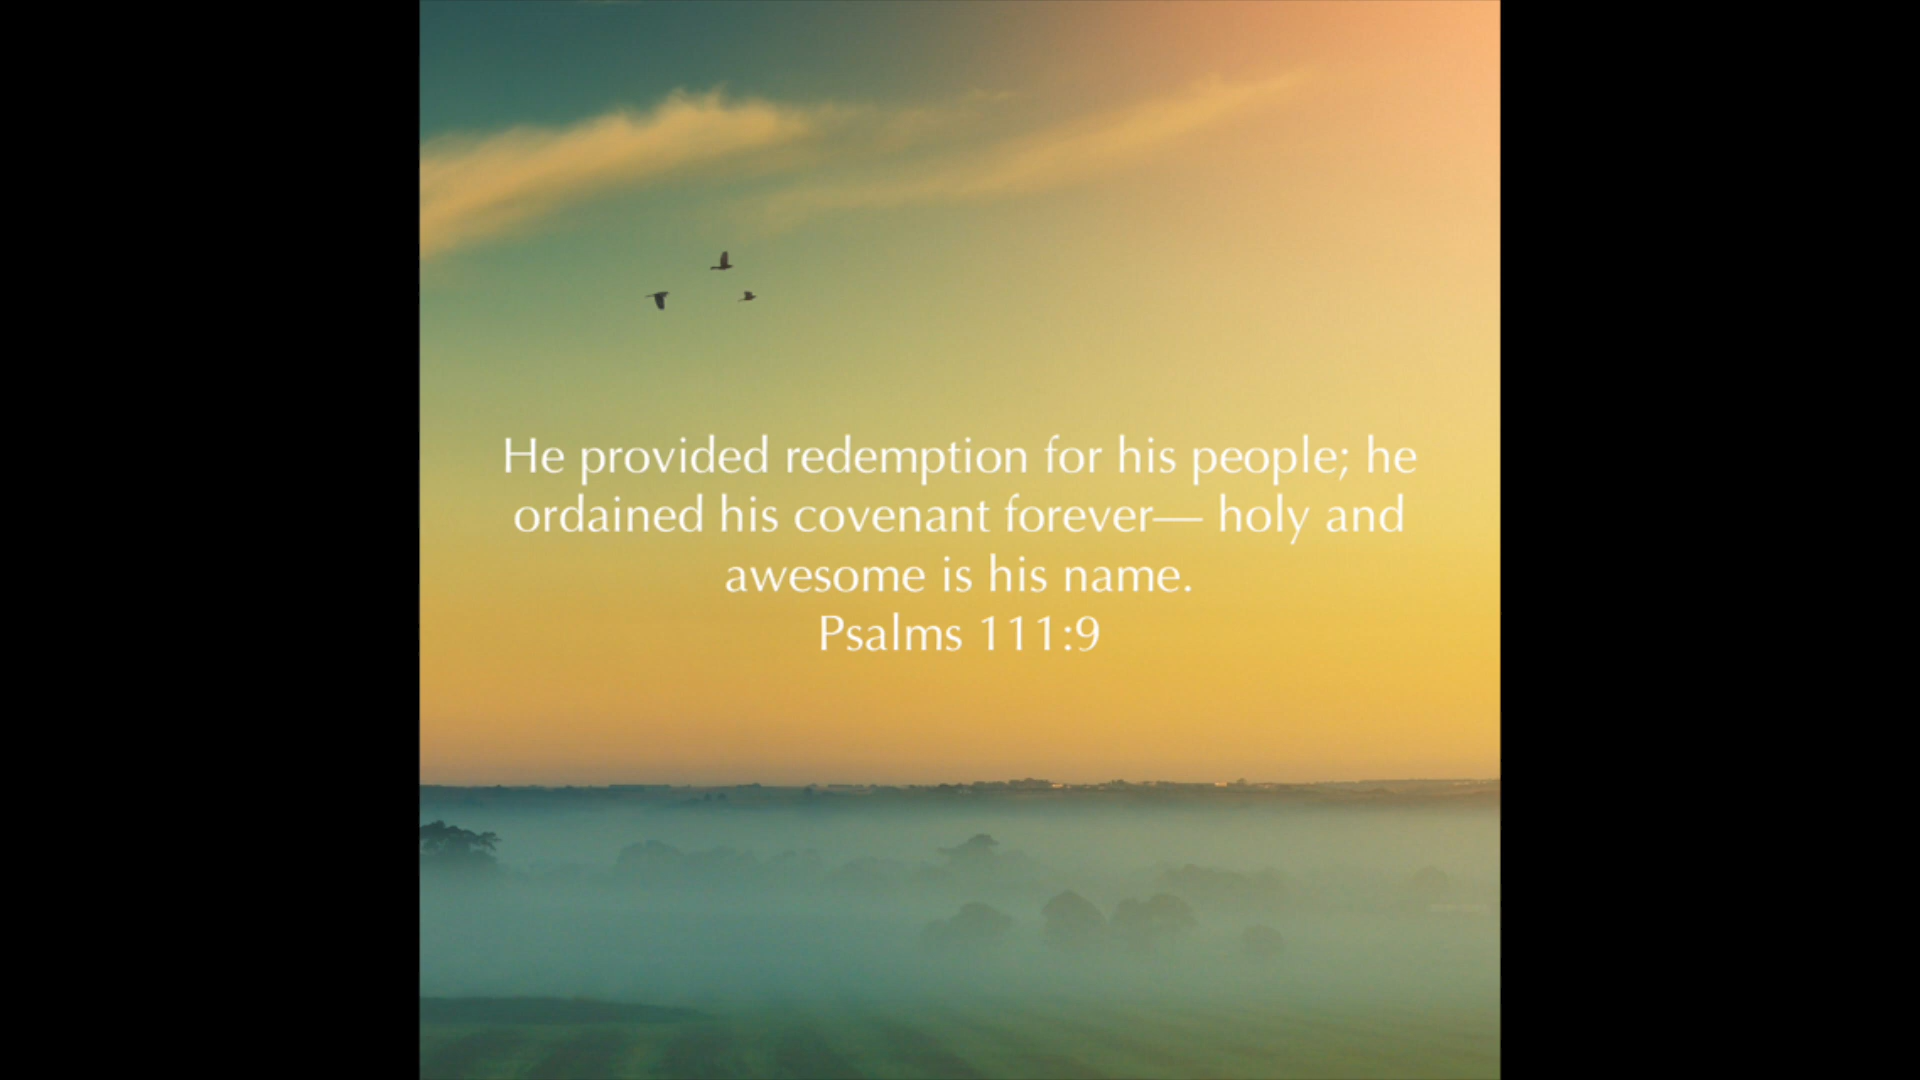 He provided redemption for his people; he
ordained his covenant forever— holy and
awesome is his name.
Psalms 111:9